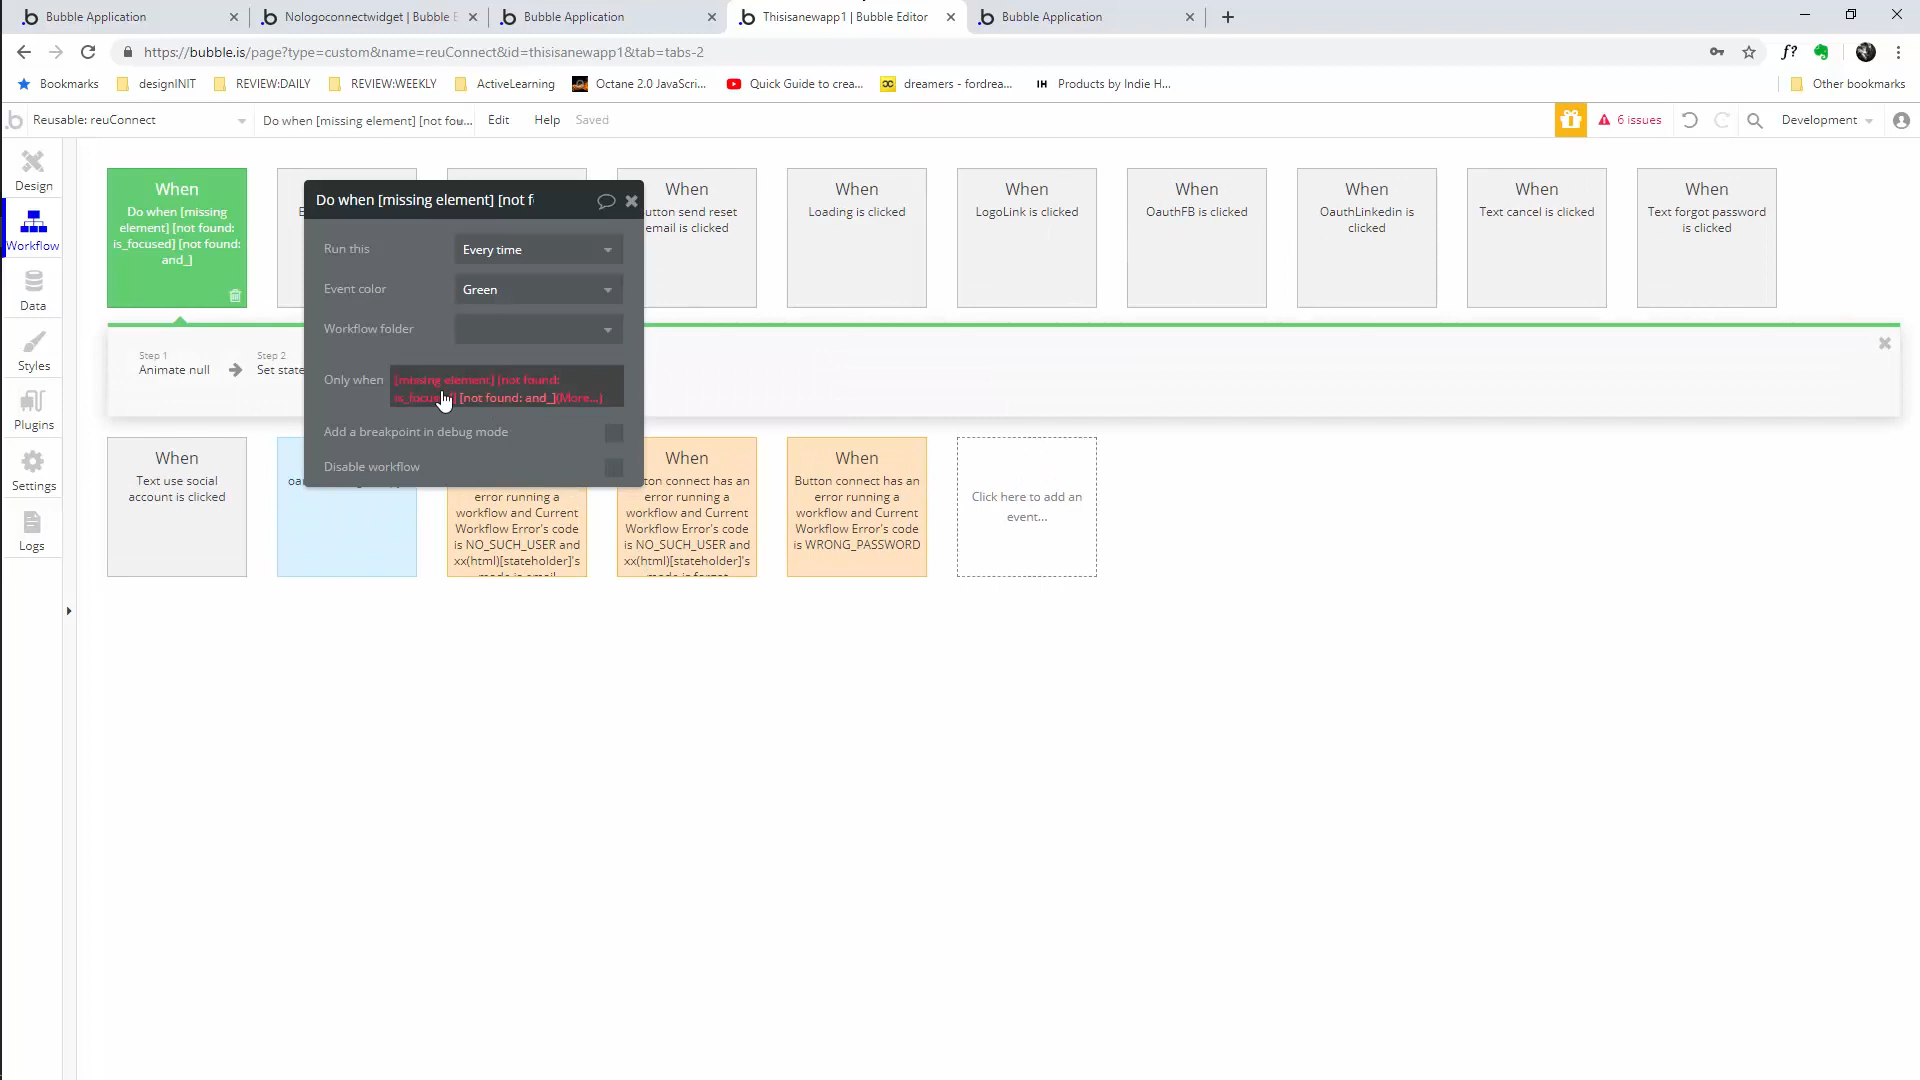 Bubble Application
Nologoconnectwidget | Bubble E
Bubble Application
Thisisanewapp1 | Bubble Editor
Bubble Application
https://bubble.is/page?type=custom&name=reuConnect&id=thisisanewapp1&tab=tabs-2
f?
Bookmarks
designINIT
REVIEW:DAILY
REVIEW:WEEKLY
ActiveLearning
Octane 2.0 JavaScri...
Quick Guide to crea...
dreamers - fordrea...
IH Products by Indie H...
Other bookmarks
Reusable: reuConnect
Do when [missing element] [not fou...
Edit
Help
Saved
6 issues
Development
Design
Workflow
Data
Styles
Plugins
Settings
Logs
When
Do when [missing
element] [not found:
is_focused] [not found:
and_]
Do when [missing element] [not f
Run this
Every time
Event color
Green
Workflow folder
Only when
[missing element] [not found:
[not found: and_](More...)
Add a breakpoint in debug mode
Disable workflow
When
utton send reset
email is clicked
When
Loading is clicked
When
LogoLink is clicked
When
OauthFB is clicked
When
OauthLinkedin is
clicked
When
Text cancel is clicked
When
Text forgot password
is clicked
Step 1
Animate null
Step 2
Set state
When
Text use social
account is clicked
error running a
workflow and Current
Workflow Error's code
is NO_SUCH_USER and
xx(html)[stateholder]'s
When
ton connect has an
error running a
workflow and Current
Workflow Error's code
is NO_SUCH_USER and
xx(html)[stateholder]'s
When
Button connect has an
error running a
workflow and Current
Workflow Error's code
is WRONG_PASSWORD
Click here to add an
event...